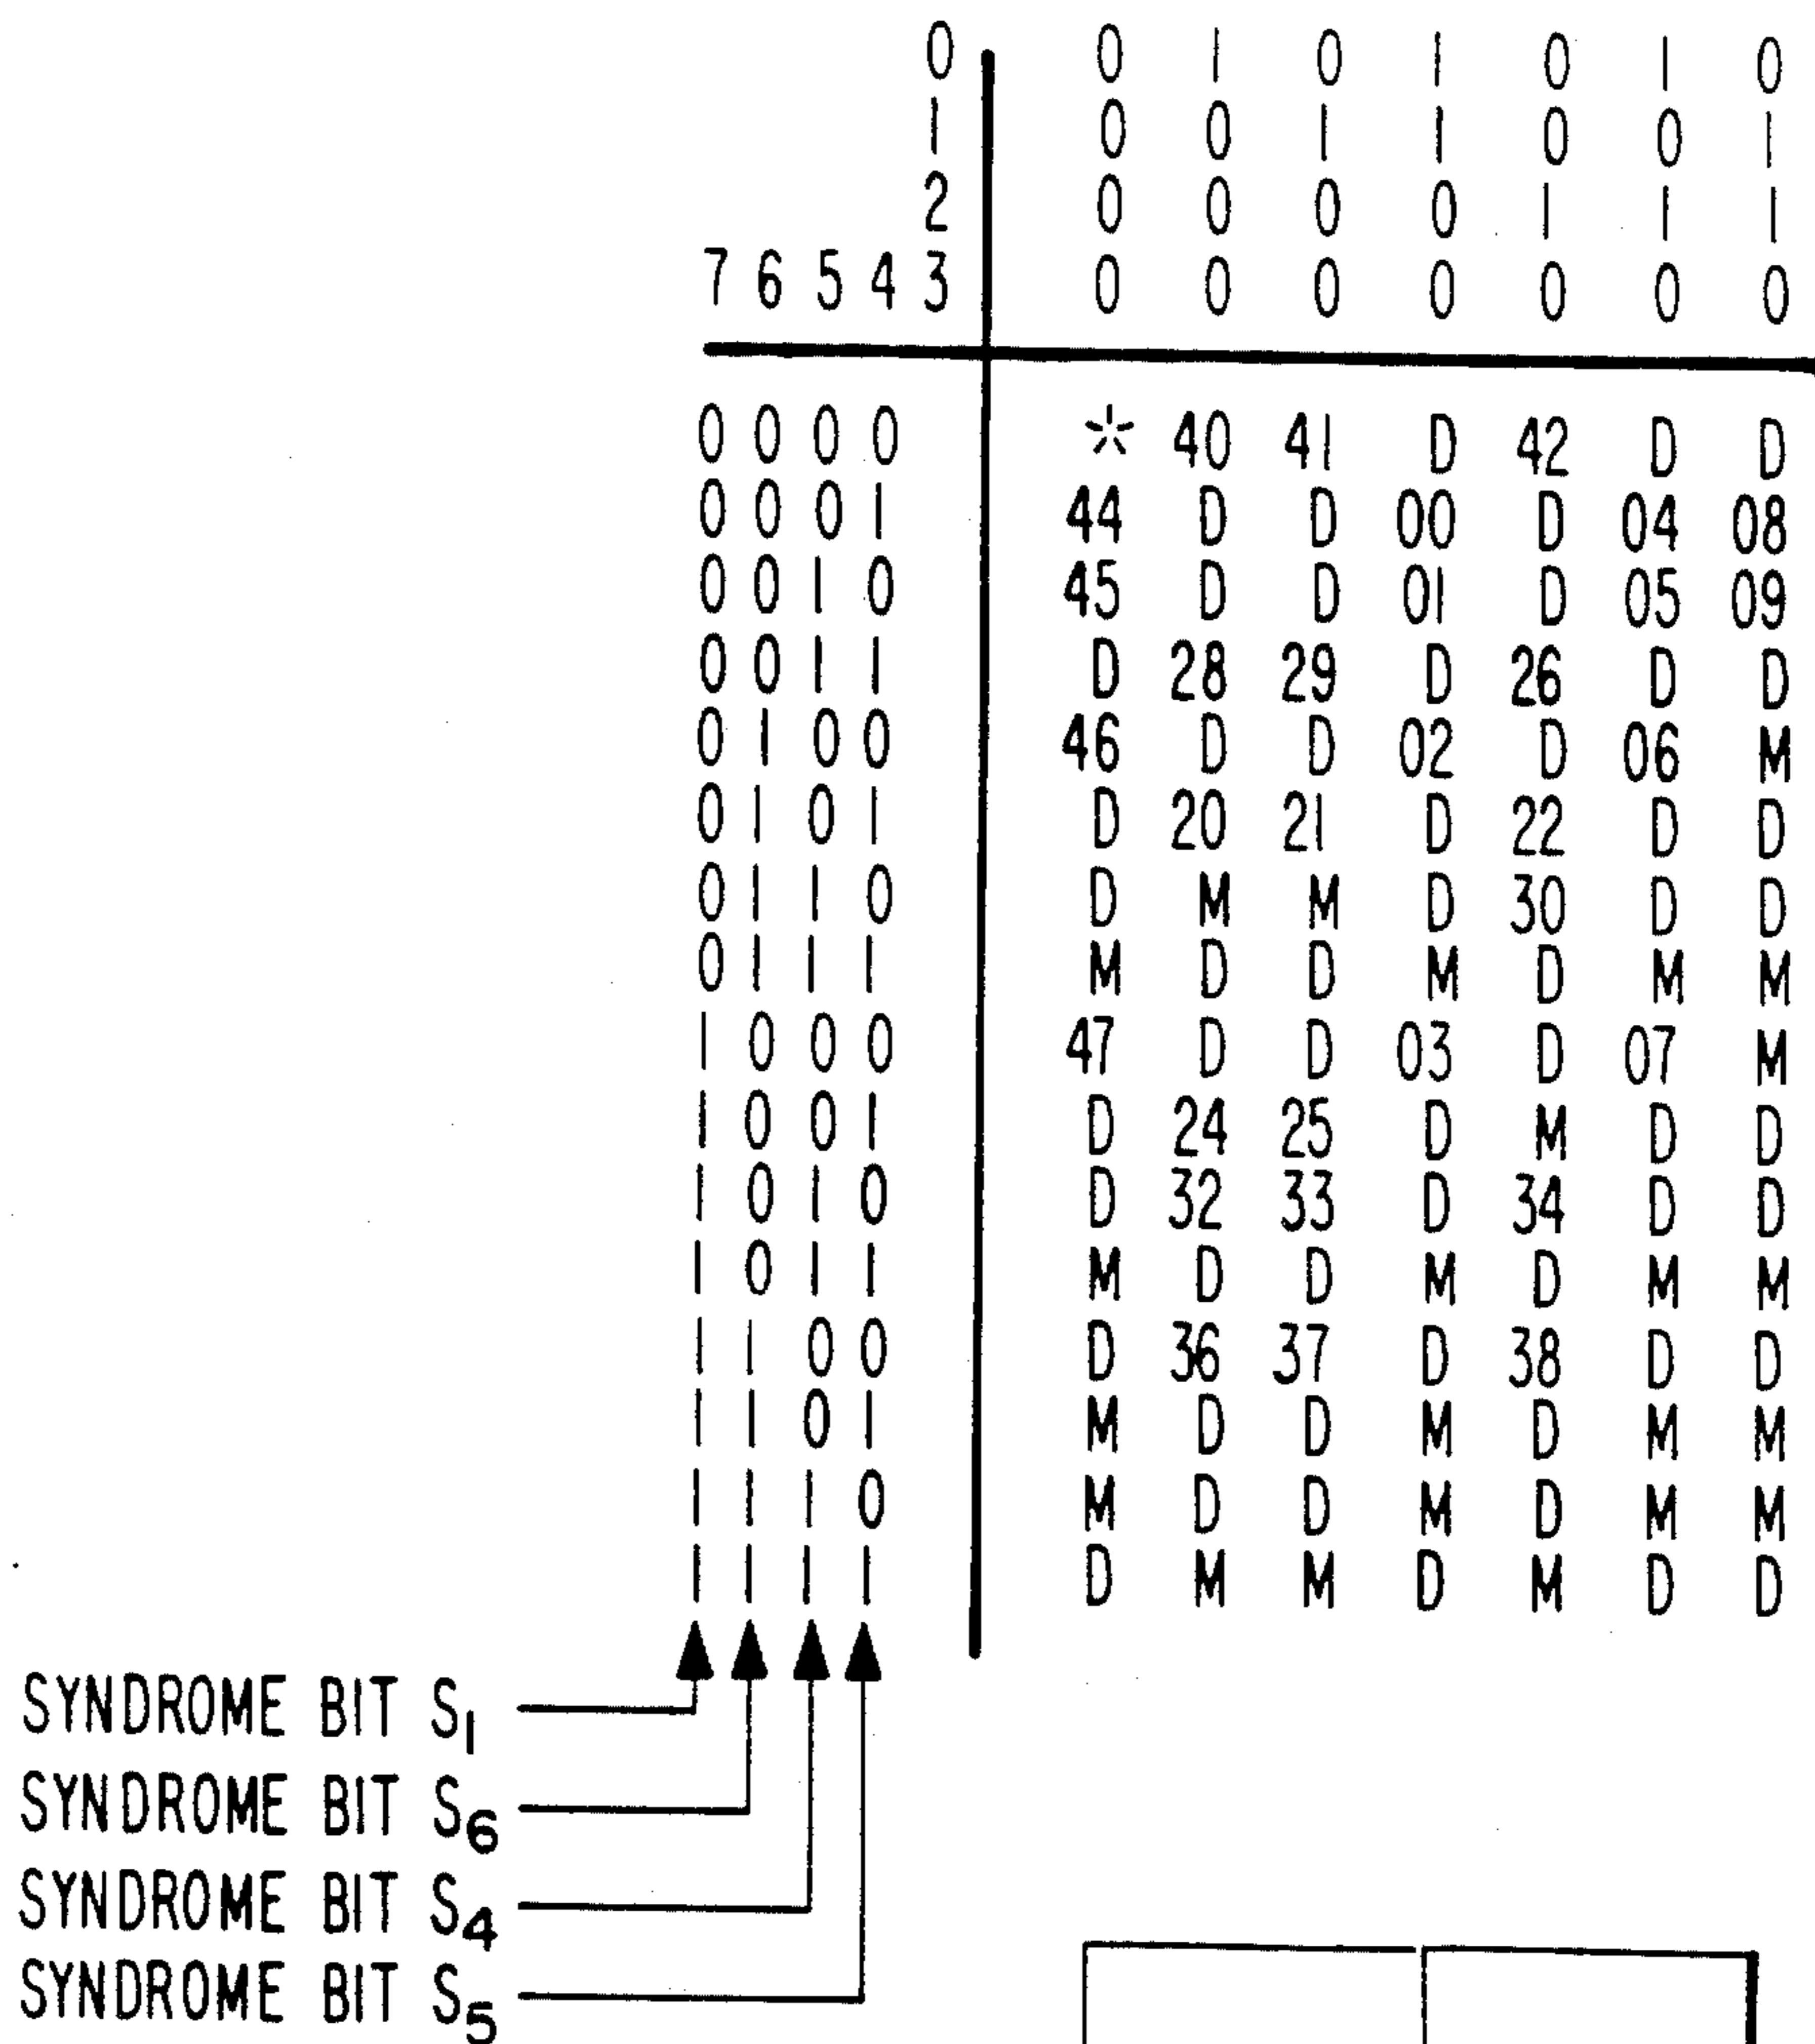 0 0 1 0 1 0 1 0
1 0 0 1 1 0 0 1
2 0 0 0 0 1 1 1
7 6 5 4 3 0 0 0 0 0 0 0
0 0 0 0 * 40 41 D 42 D D
0 0 0 1 44 D D 00 D 04 08
0 0 1 0 45 D D 01 D 05 09
0 0 1 1 D 28 29 D 26 D D
0 1 0 0 46 D D 02 D 06 M
0 1 0 1 D 20 21 D 22 D D
0 1 1 0 D M M D 30 D D
0 1 1 1 M D D M D M M
1 0 0 0 47 D D 03 D 07 M
1 0 0 1 D 24 25 D M D D
1 0 1 0 D 32 33 D 34 D D
1 0 1 1 M D D M D M M
1 1 0 0 D 36 37 D 38 D D
1 1 0 1 M D D M D M M
1 1 1 0 M D D M D M M
1 1 1 1 D M M D M D D
SYNDROME BIT S1
SYNDROME BIT S6
SYNDROME BIT S4
SYNDROME BIT S5